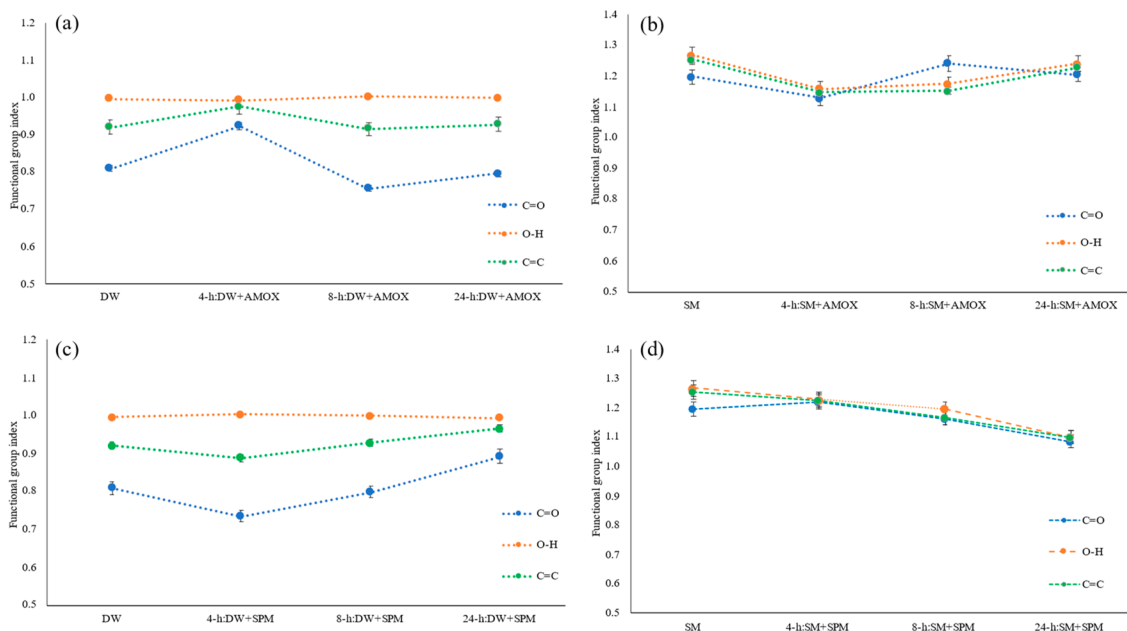 (a)
Functional group index
1.2
1.1
1.0
0.9
0.8
0.7
0.6
0.5
C=O
O-H
C=C
DW
4-h:DW+AMOX
8-h:DW+AMOX
24-h:DW+AMOX
(b)
Functional group index
1.4
1.3
1.2
1.1
1.0
0.9
0.8
0.7
0.6
0.5
C=O
O-H
C=C
SM
4-h:SM+AMOX
8-h:SM+AMOX
24-h:SM+AMOX
(c)
Functional group index
1.2
1.1
1.0
0.9
0.8
0.7
0.6
0.5
C=O
O-H
C=C
DW
4-h:DW+SPM
8-h:DW+SPM
24-h:DW+SPM
(d)
Functional group index
1.4
1.3
1.2
1.1
1.0
0.9
0.8
0.7
0.6
0.5
C=O
O-H
C=C
SM
4-h:SM+SPM
8-h:SM+SPM
24-h:SM+SPM